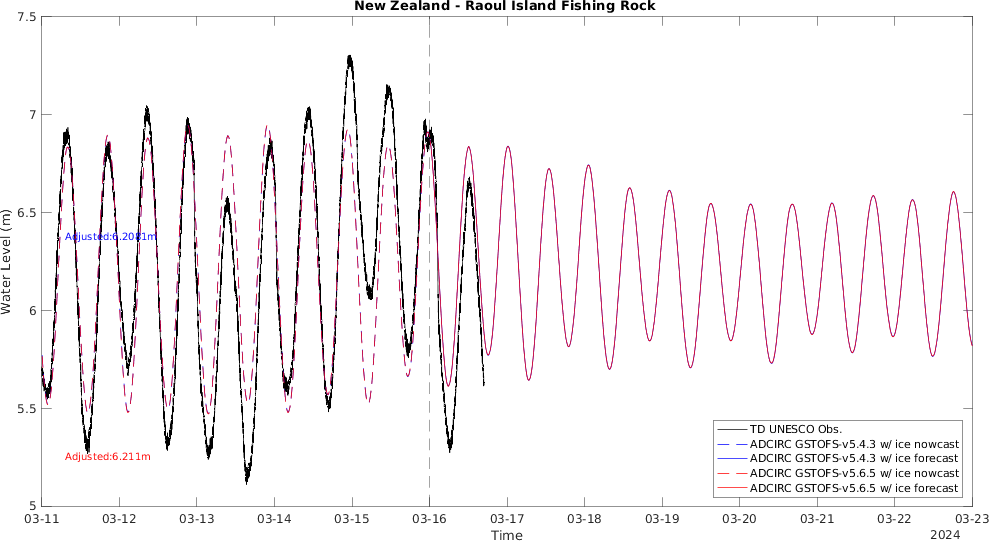 New Zealand - Raoul Island Fishing Rock
7.5
7
6.5
6
5.5
5
Water Level (m)
Adjusted:6.2081m
Adjusted:6.211m
TD UNESCO Obs.
ADCIRC GSTOFS-v5.4.3 w/ ice nowcast
ADCIRC GSTOFS-v5.4.3 w/ ice forecast
ADCIRC GSTOFS-v5.6.5 w/ ice nowcast
ADCIRC GSTOFS-v5.6.5 w/ ice forecast
03-11 03-12 03-13 03-14 03-15 03-16 03-17 03-18 03-19 03-20 03-21 03-22 03-23
Time
2024